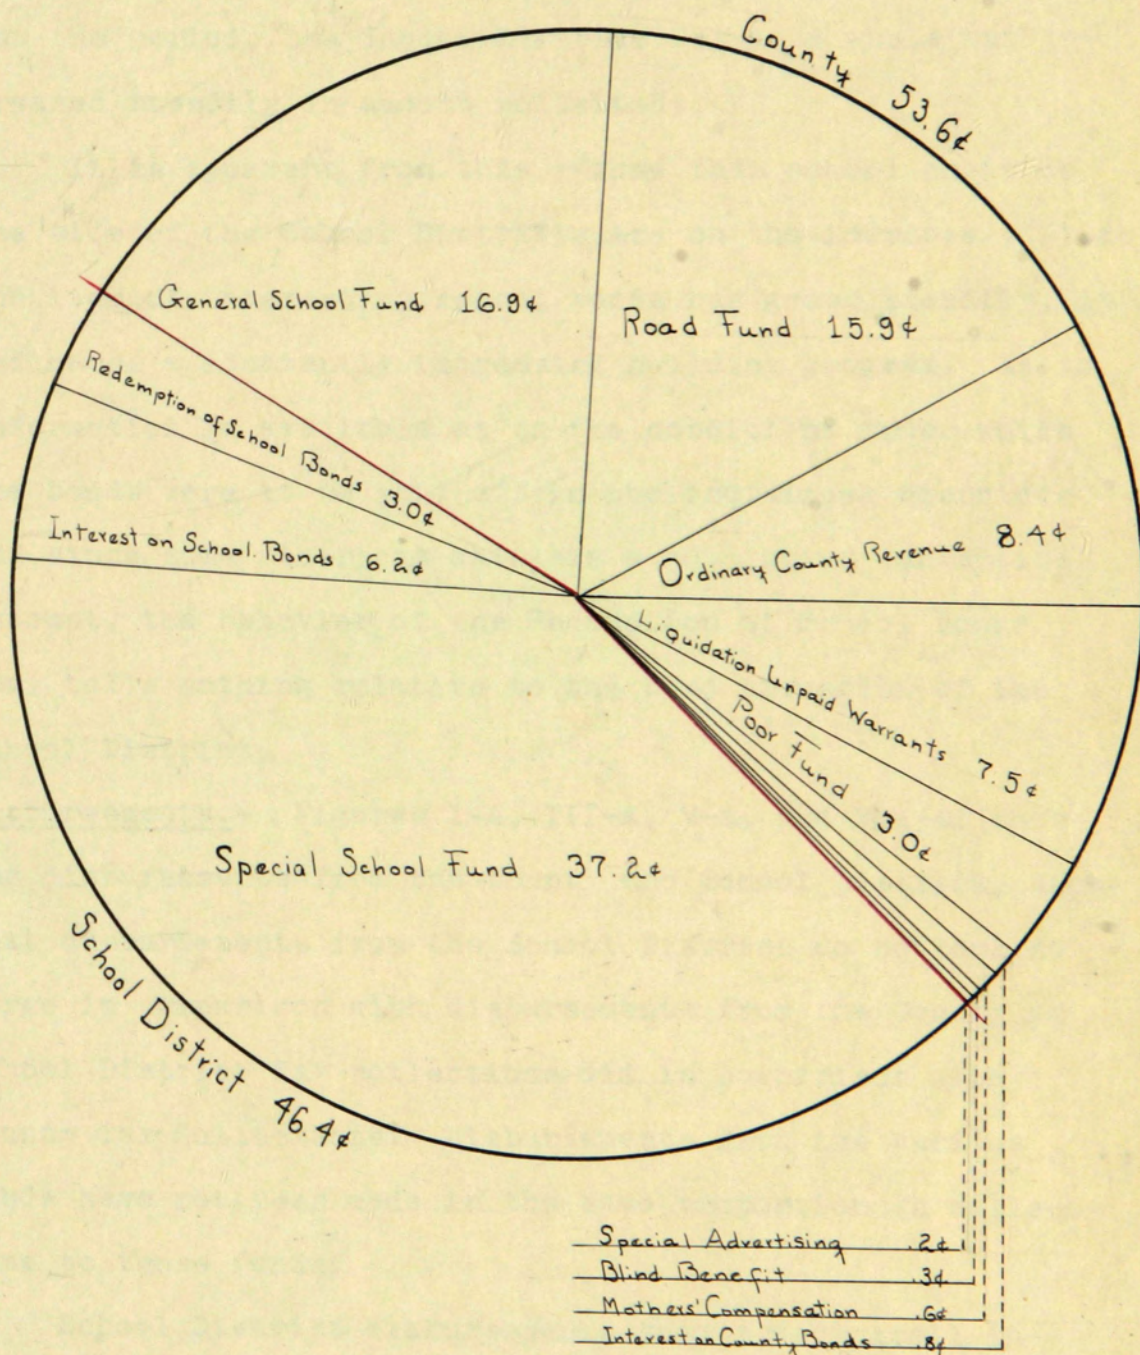 County 53.6¢
General School Fund 16.9¢
Road Fund 15.9¢
Redemption of School Bonds 3.0¢
Interest on School Bonds 6.2¢
Ordinary County Revenue 8.4¢
Liquidation Unpaid Warrants 7.5¢
Poor Fund 3.0¢
Special School Fund 37.2¢
School District 46.4¢
Special Advertising .2¢
Blind Benefit .3¢
Mothers' Compensation .6¢
Interest on County Bonds .8¢